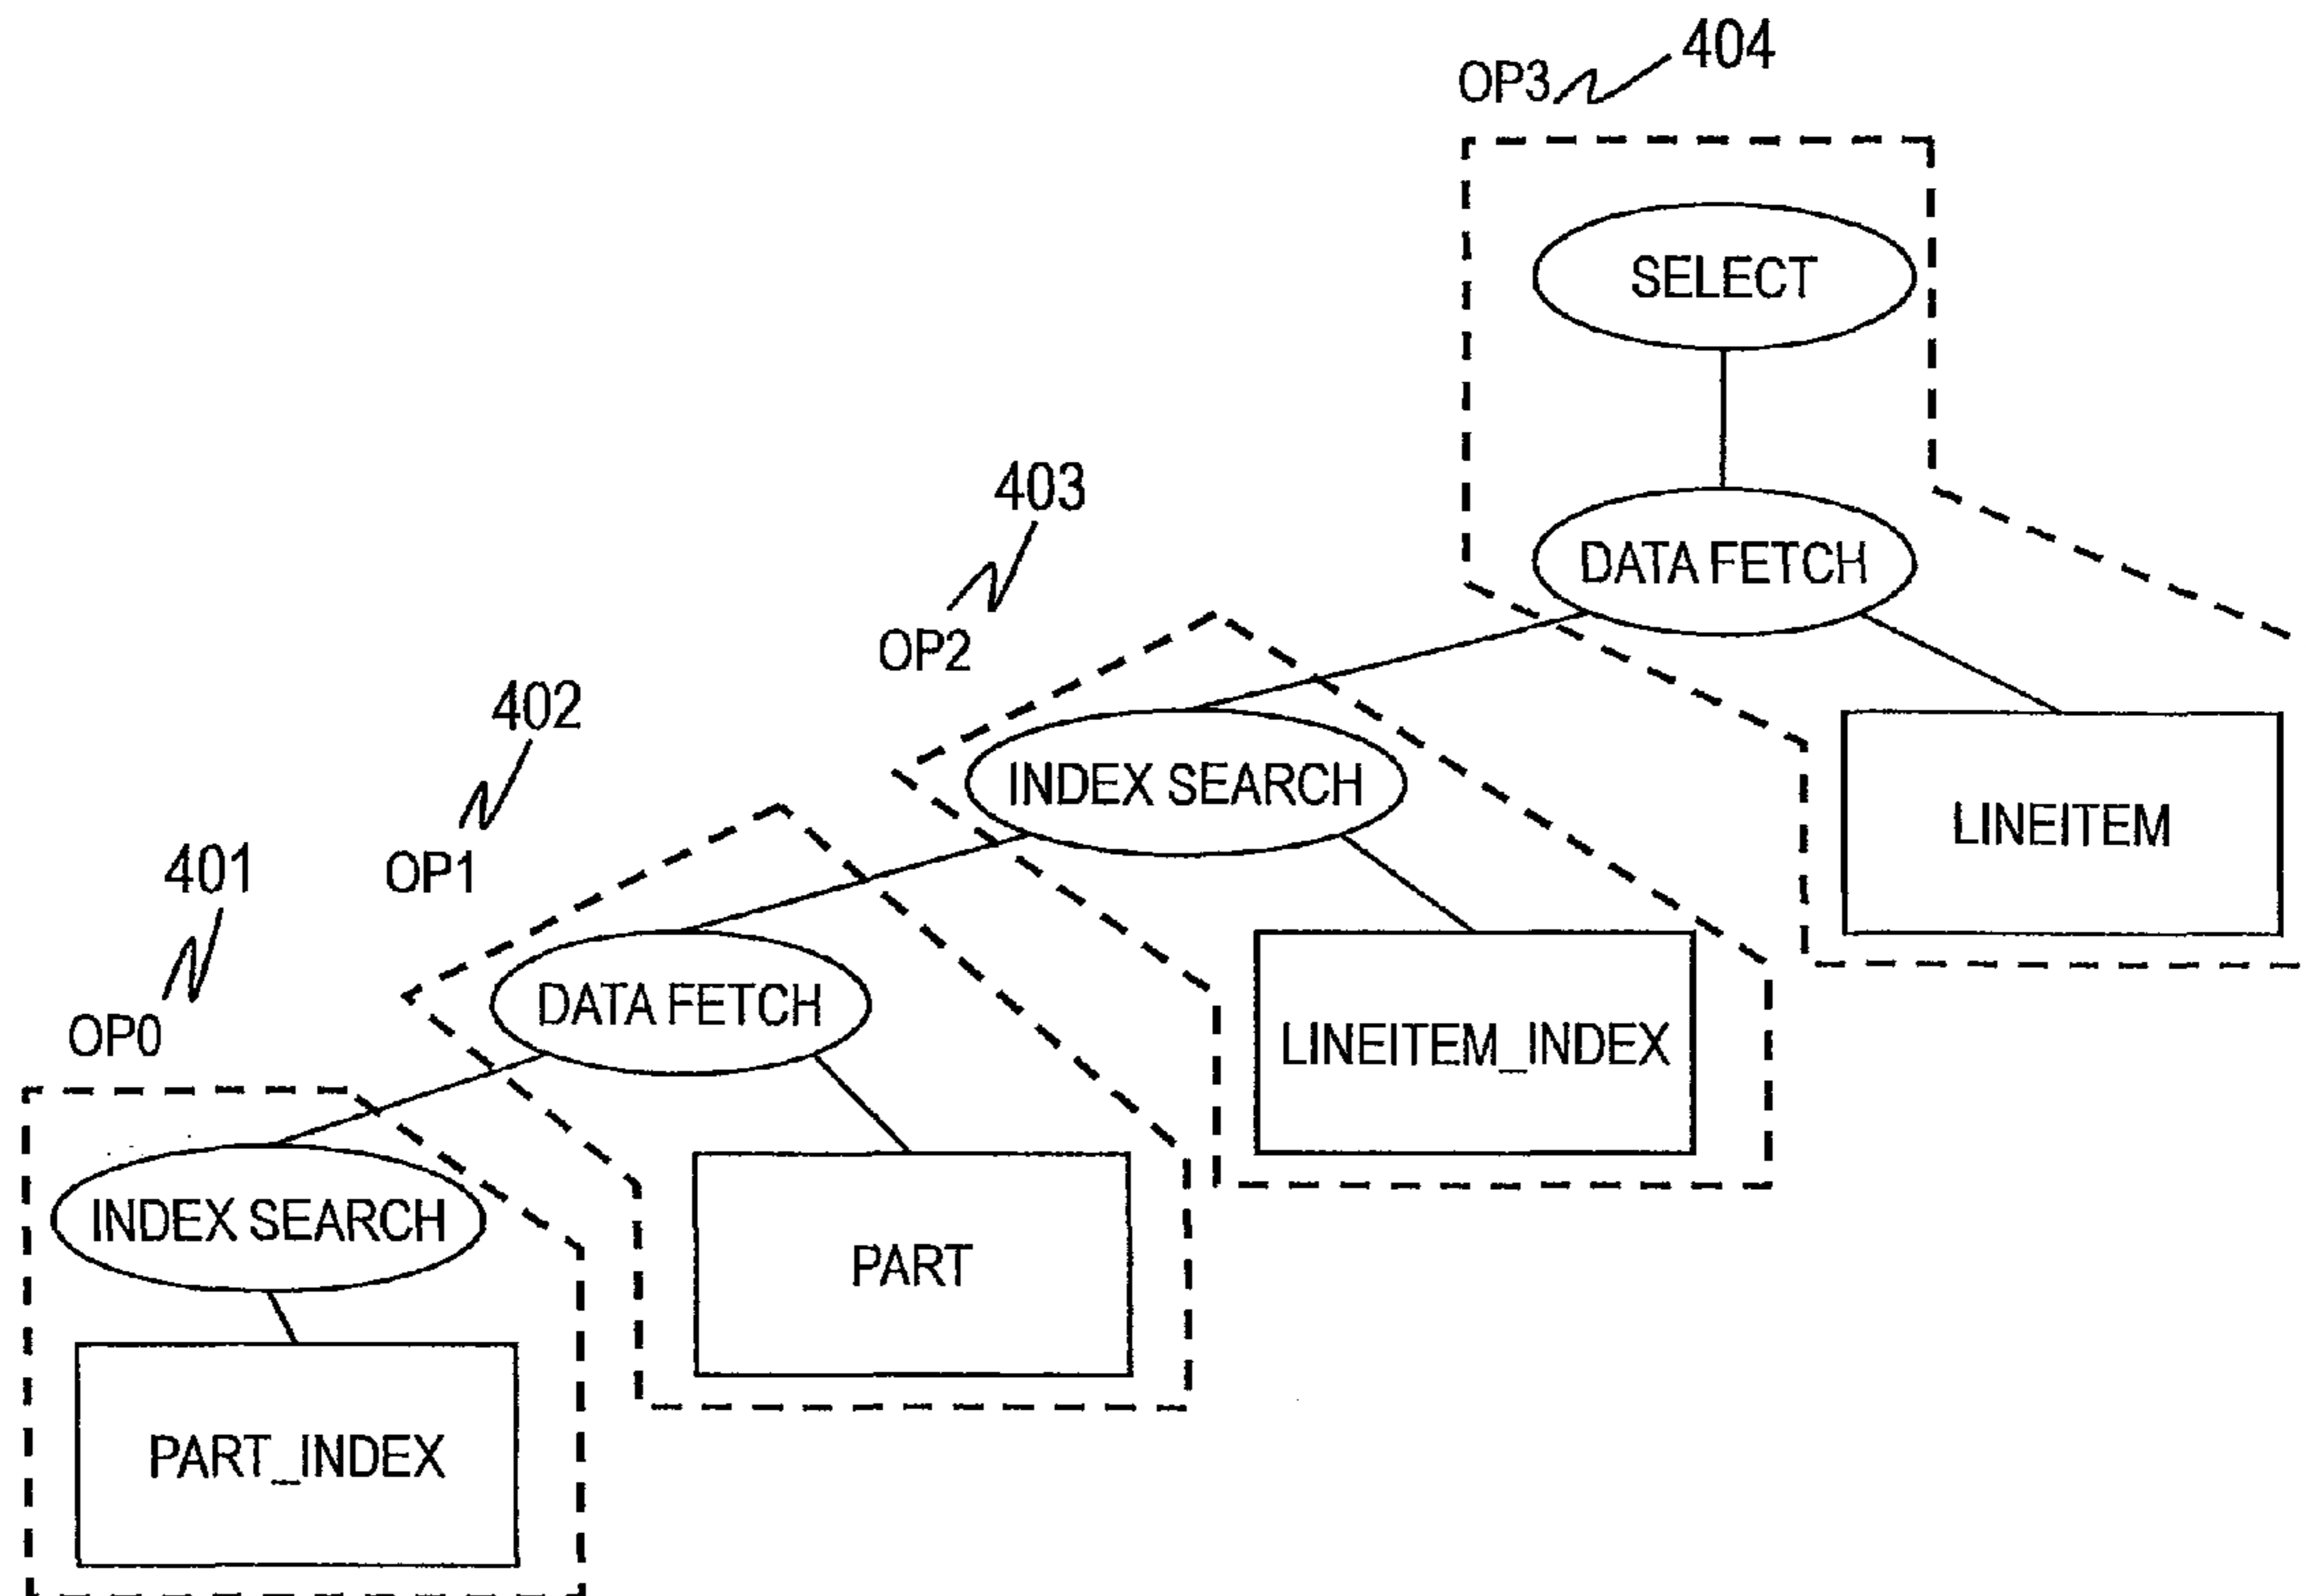 404
OP3
SELECT
403
DATA FETCH
OP2
402
INDEX SEARCH
LINEITEM
401
OP1
DATA FETCH
LINEITEM_INDEX
OP0
INDEX SEARCH
PART
PART_INDEX